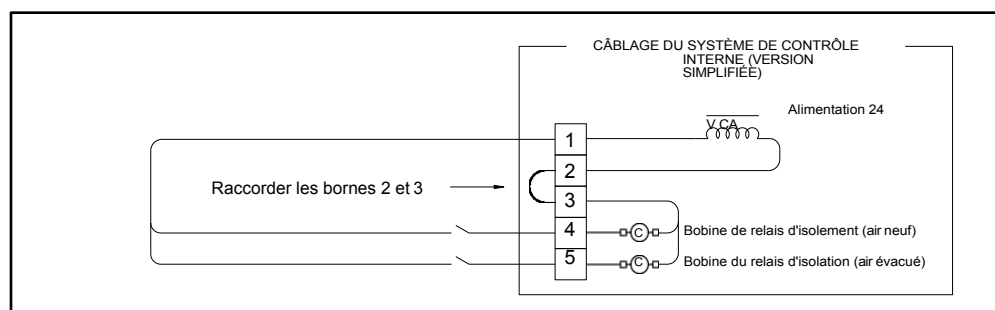 CÂBLAGE DU SYSTÈME DE CONTRÔLE
INTERNE (VERSION
SIMPLIFIÉE)
Alimentation 24
V CA
1
2
Raccorder les bornes 2 et 3
3
4
C
Bobine de relais d'isolement (air neuf)
5
C
Bobine du relais d'isolation (air évacué)